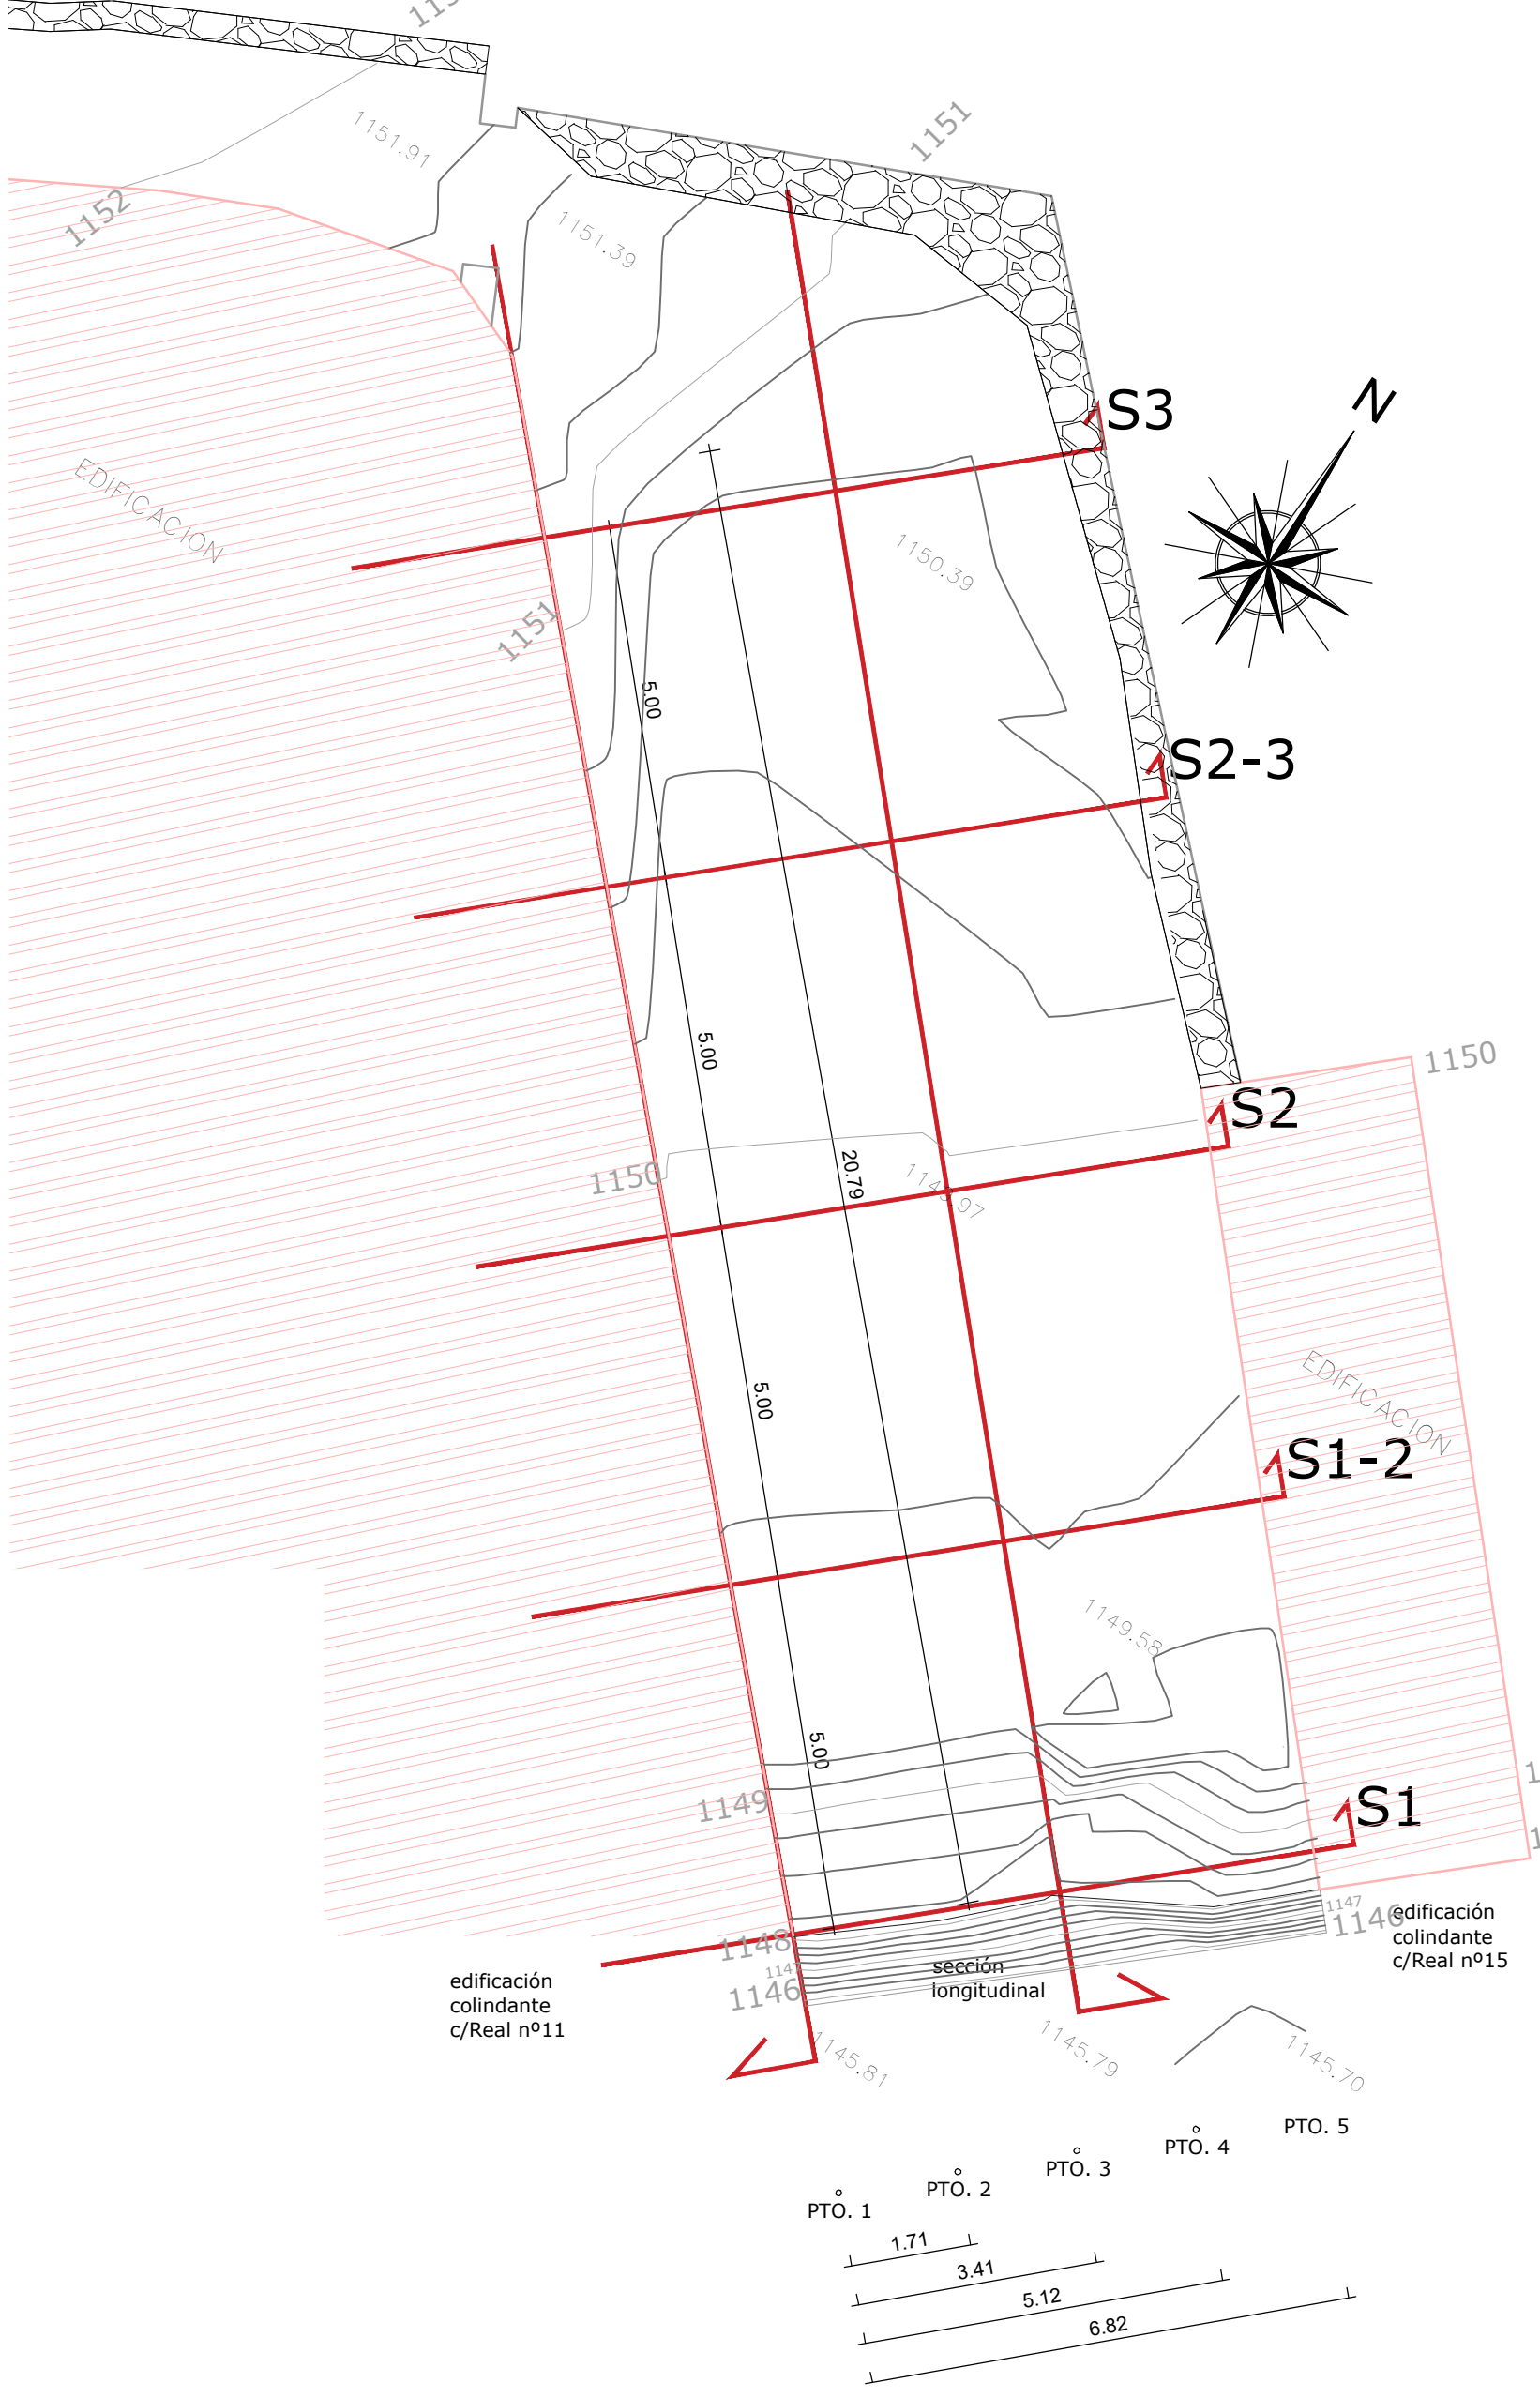 1151.91
1151
1152
1151.39
S3
N
EDIFICACION
1150.39
1151
5.00
S2-3
5.00
1150
S2
20.79
1150
1149.97
5.00
EDIFICACION
S1-2
1149.58
5.00
1149
S1
1148
1147
1146
1147
1146
edificación
colindante
c/Real nº15
sección
longitudinal
edificación
colindante
c/Real nº11
1145.81
1145.79
1145.70
PTO. 5
PTO. 4
PTO. 3
PTO. 2
PTO. 1
1.71
3.41
5.12
6.82